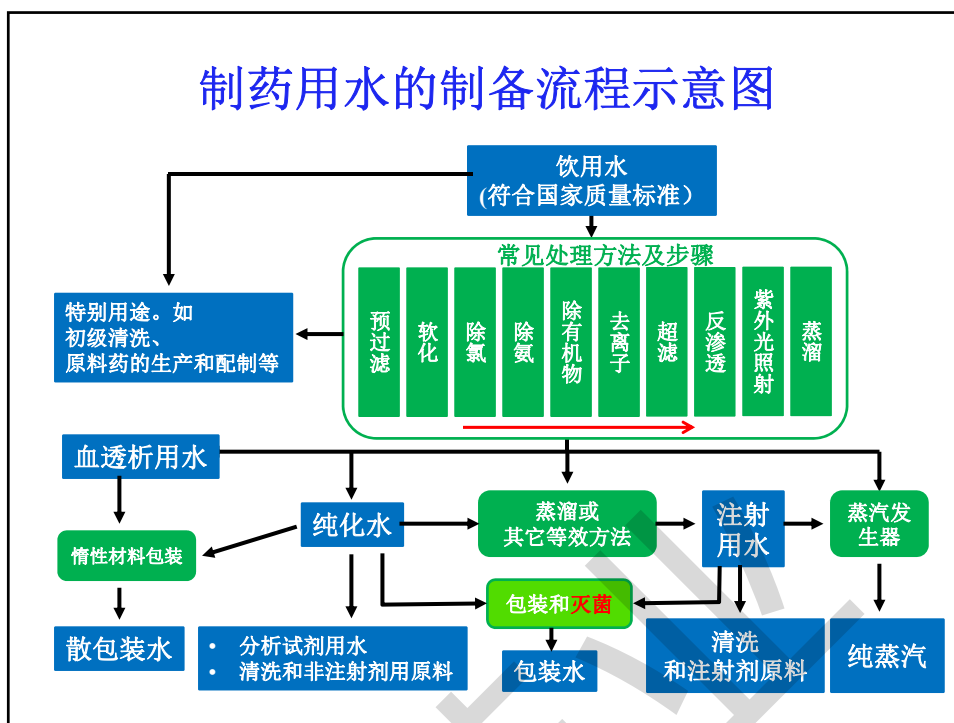 制药用水的制备流程示意图
饮用水
(符合国家质量标准）
常见处理方法及步骤
预过滤
软化
除氯
除氨
除有机物
去离子
超滤
反渗透
紫外光照射
蒸溜
特别用途。如
初级清洗、
原料药的生产和配制等
血透析用水
纯化水
蒸溜或
其它等效方法
注射
用水
蒸汽发
生器
惰性材料包装
包装和灭菌
散包装水
• 分析试剂用水
• 清洗和非注射剂用原料
包装水
清洗
和注射剂原料
纯蒸汽